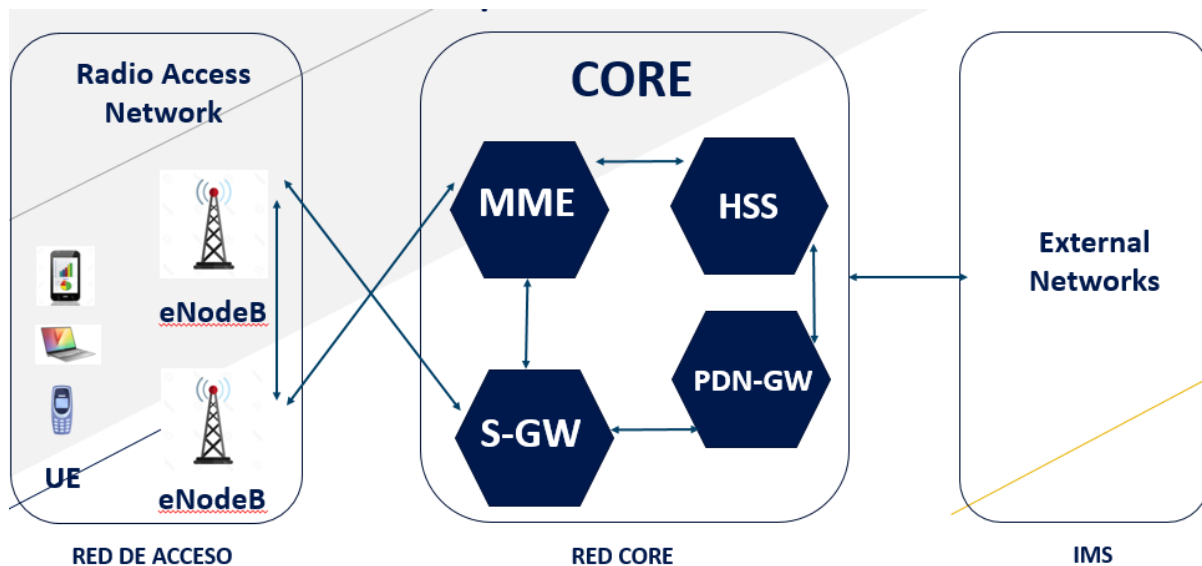 Radio Access
Network
eNodeB
eNodeB
UE
RED DE ACCESO
CORE
MME
HSS
S-GW
PDN-GW
RED CORE
External
Networks
IMS